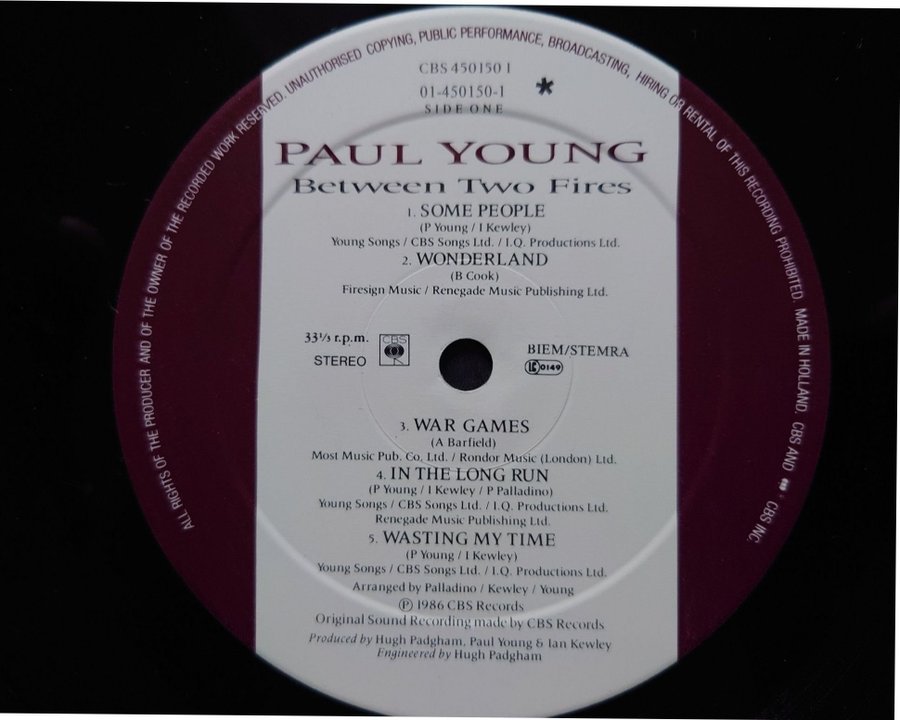 ALL RIGHTS OF THE PRODUCER AND OF THE OWNER OF THE RECORDED WORK RESERVED. UNAUTHORISED COPYING, PUBLIC PERFORMANCE, BROADCASTING, HIRING OR RENTAL OF THIS RECORDING PROHIBITED. MADE IN HOLLAND. CBS AND CBS INC.
CBS 450150 1
01-450150-1 *
SIDE ONE
PAUL YOUNG
Between Two Fires
1. SOME PEOPLE
(P Young / I Kewley)
Young Songs / CBS Songs Ltd. / I.Q. Productions Ltd.
2. WONDERLAND
(B Cook)
Firesign Music / Renegade Music Publishing Ltd.
33⅓ r.p.m. CBS BIEM/STEMRA
STEREO LC 0149
3. WAR GAMES
(A Barfield)
Most Music Pub. Co. Ltd. / Rondor Music (London) Ltd.
4. IN THE LONG RUN
(P Young / I Kewley / P Palladino)
Young Songs / CBS Songs Ltd. / I.Q. Productions Ltd.
Renegade Music Publishing Ltd.
5. WASTING MY TIME
(P Young / I Kewley)
Young Songs / CBS Songs Ltd. / I.Q. Productions Ltd.
Arranged by Palladino / Kewley / Young
℗ 1986 CBS Records
Original Sound Recording made by CBS Records
Produced by Hugh Padgham, Paul Young & Ian Kewley
Engineered by Hugh Padgham